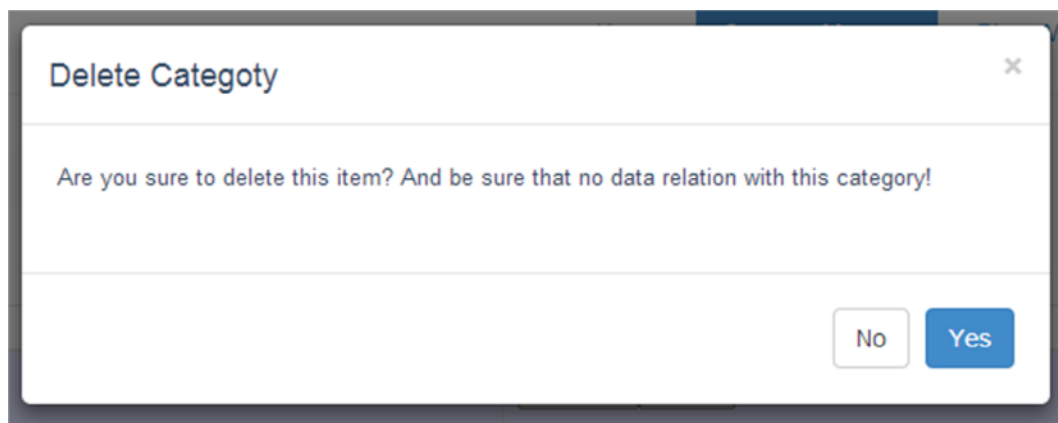 Delete Categoty
×
Are you sure to delete this item? And be sure that no data relation with this category!
No Yes